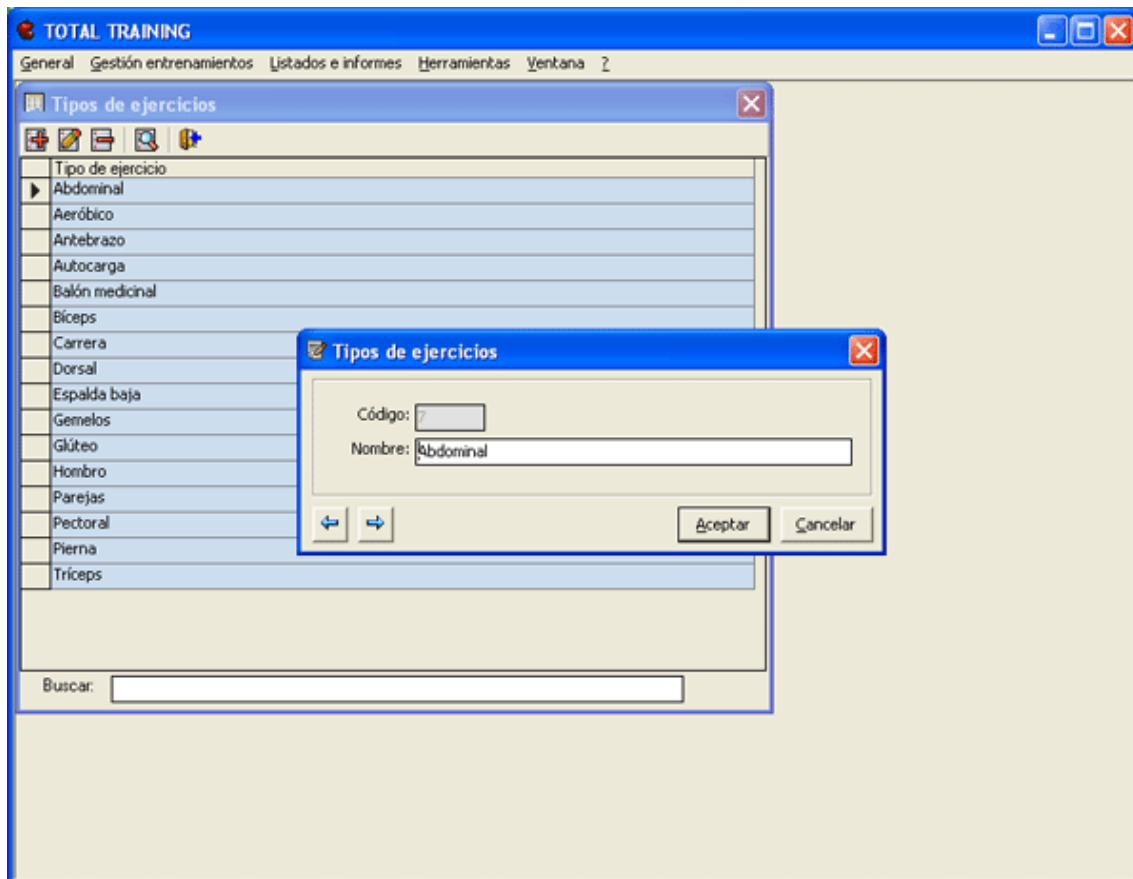 TOTAL TRAINING
General Gestión entrenamientos Listados e informes Herramientas Ventana ?
Tipos de ejercicios
Tipo de ejercicio
Abdominal
Aeróbico
Antebrazo
Autocarga
Balón medicinal
Bíceps
Carrera
Dorsal
Espalda baja
Gemelos
Glúteo
Hombro
Parejas
Pectoral
Pierna
Tríceps
Buscar:
Tipos de ejercicios
Código: 7
Nombre: Abdominal
Aceptar Cancelar